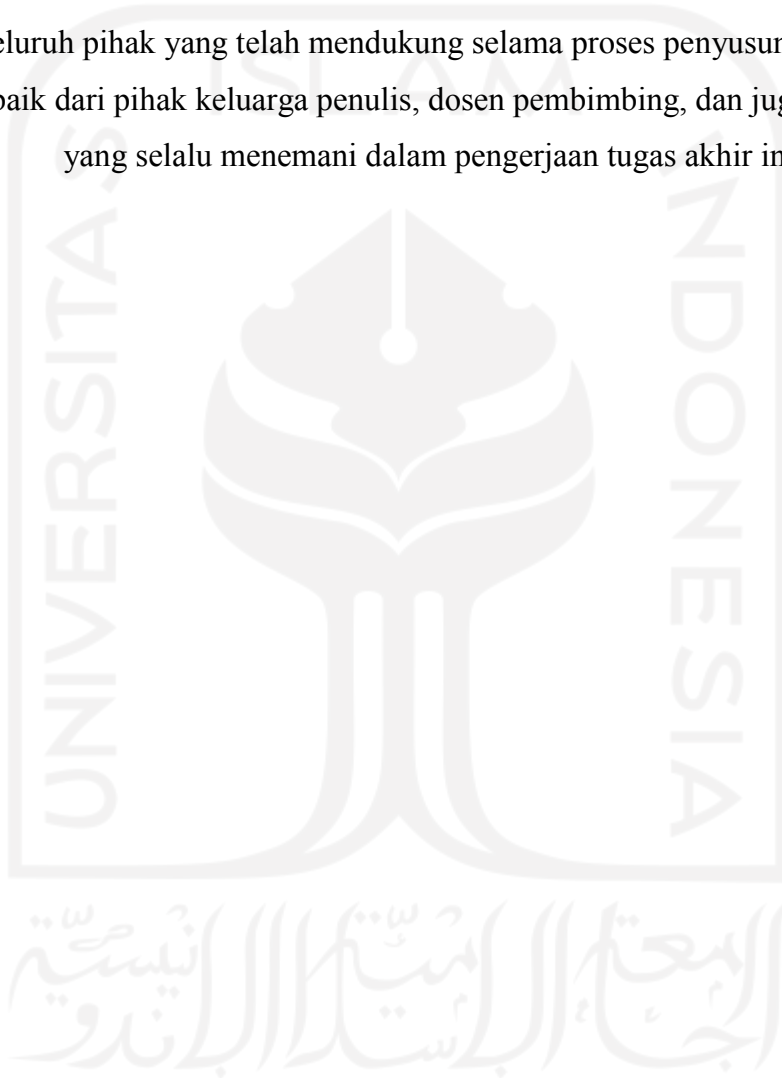 eluruh pihak yang telah mendukung selama proses penyusun
baik dari pihak keluarga penulis, dosen pembimbing, dan jug
yang selalu menemani dalam pengerjaan tugas akhir in
ISLAM
UNIVERSITAS
INDONESIA